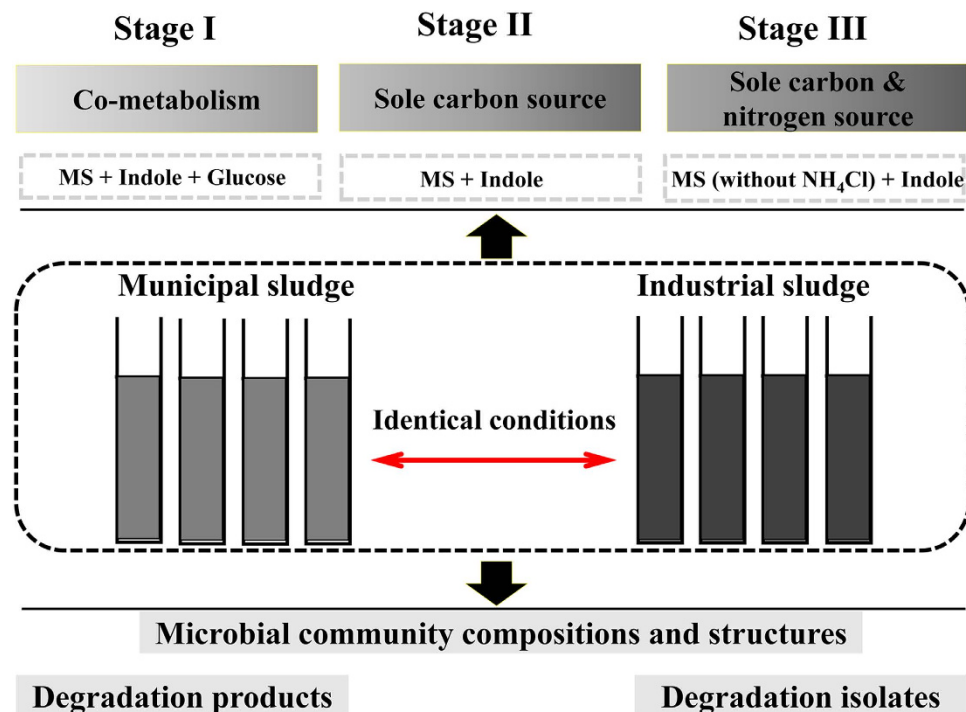 Stage I
Stage II
Stage III
Co-metabolism
Sole carbon source
Sole carbon &
nitrogen source
MS + Indole + Glucose
MS + Indole
MS (without NH₄Cl) + Indole
Municipal sludge
Industrial sludge
Identical conditions
Microbial community compositions and structures
Degradation products
Degradation isolates